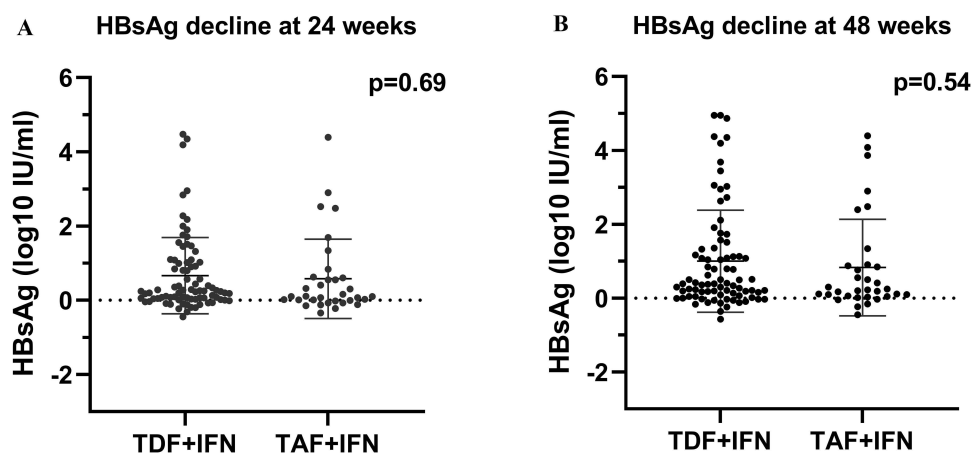 A
HBsAg decline at 24 weeks
p=0.69
HBsAg (log10 IU/ml)
6
4
2
0
-2
TDF+IFN
TAF+IFN
B
HBsAg decline at 48 weeks
p=0.54
HBsAg (log10 IU/ml)
6
4
2
0
-2
TDF+IFN
TAF+IFN